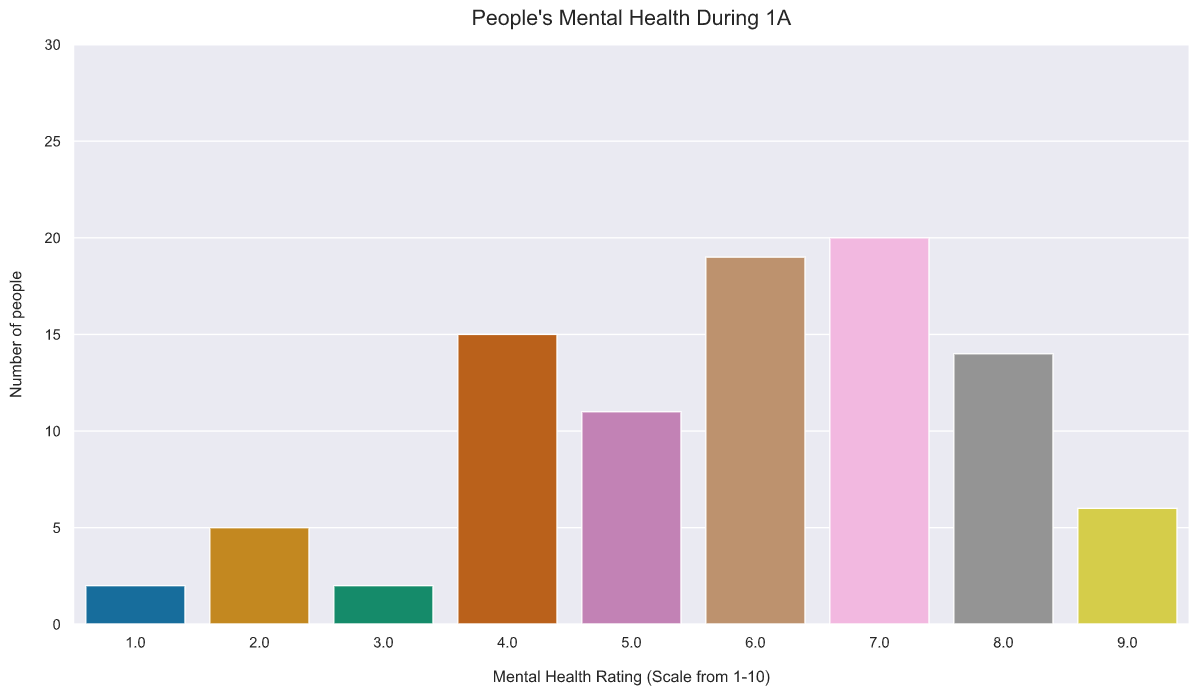 People's Mental Health During 1A
30
25
20
15
10
5
0
Number of people
1.0 2.0 3.0 4.0 5.0 6.0 7.0 8.0 9.0
Mental Health Rating (Scale from 1-10)